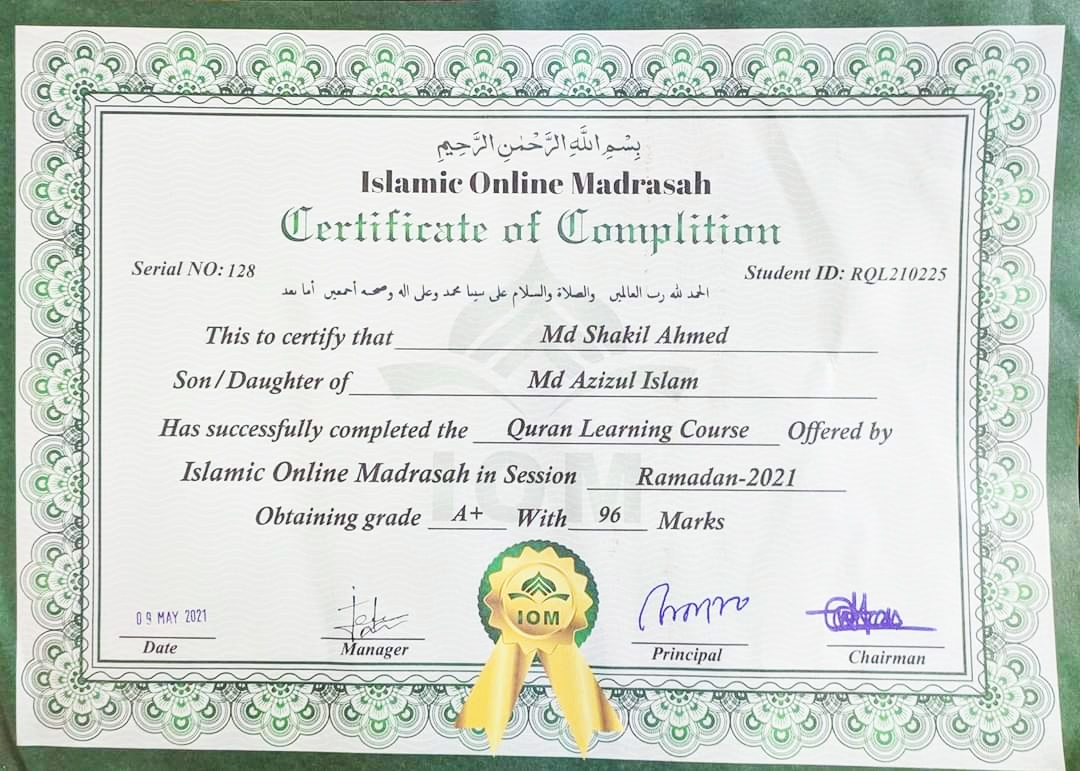 بِسْمِ اللَّهِ الرَّحْمٰنِ الرَّحِيْمِ
Islamic Online Madrasah
Certificate of Complition
Serial NO: 128
Student ID: RQL210225
الحمد لله رب العالمين والصلاة والسلام على سيدنا محمد وعلى اله وصحبه أجمعين أما بعد
This to certify that Md Shakil Ahmed
Son/Daughter of Md Azizul Islam
Has successfully completed the Quran Learning Course Offered by
Islamic Online Madrasah in Session Ramadan-2021
Obtaining grade A+ With 96 Marks
IOM
IOM
09 MAY 2021
Date
Manager
Principal
Chairman